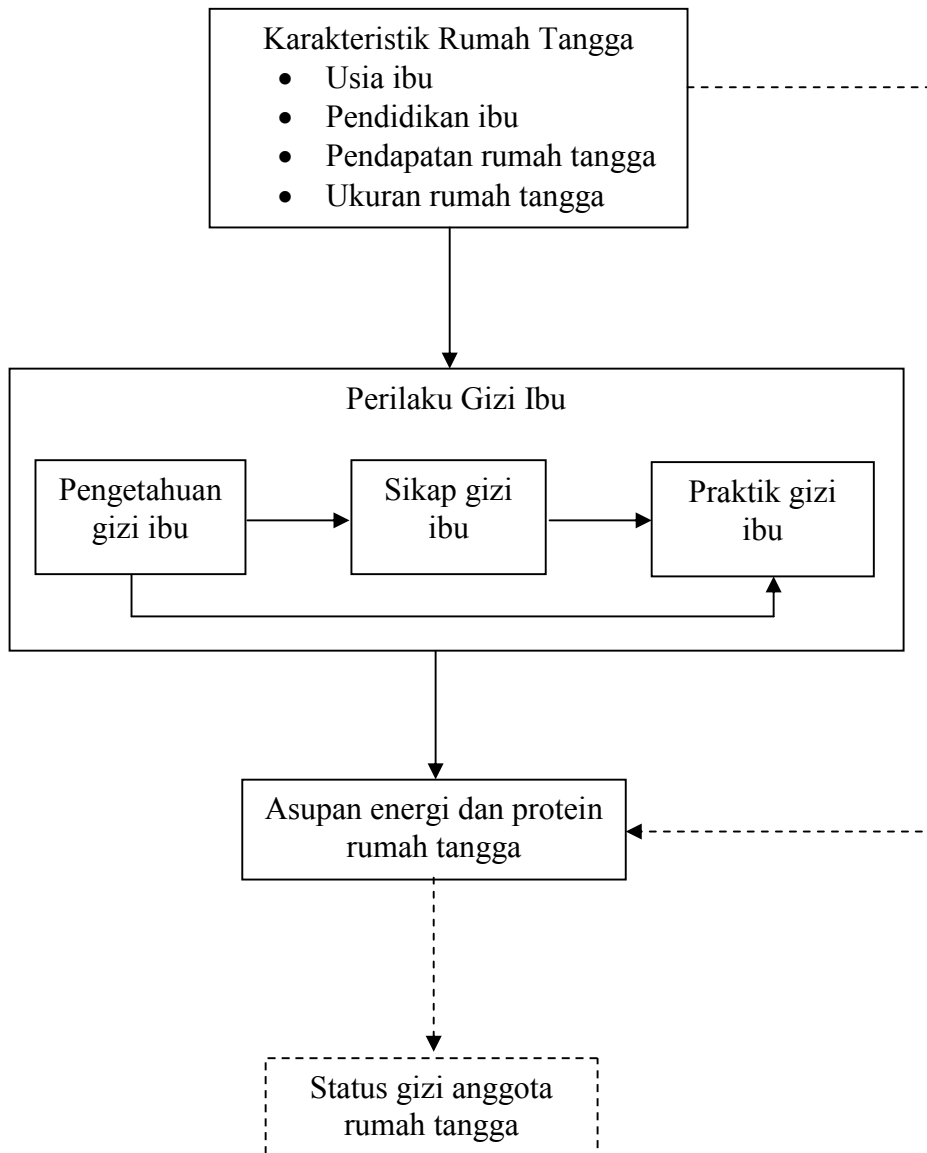 Karakteristik Rumah Tangga
• Usia ibu
• Pendidikan ibu
• Pendapatan rumah tangga
• Ukuran rumah tangga
Perilaku Gizi Ibu
Pengetahuan
gizi ibu
Sikap gizi
ibu
Praktik gizi
ibu
Asupan energi dan protein
rumah tangga
Status gizi anggota
rumah tangga